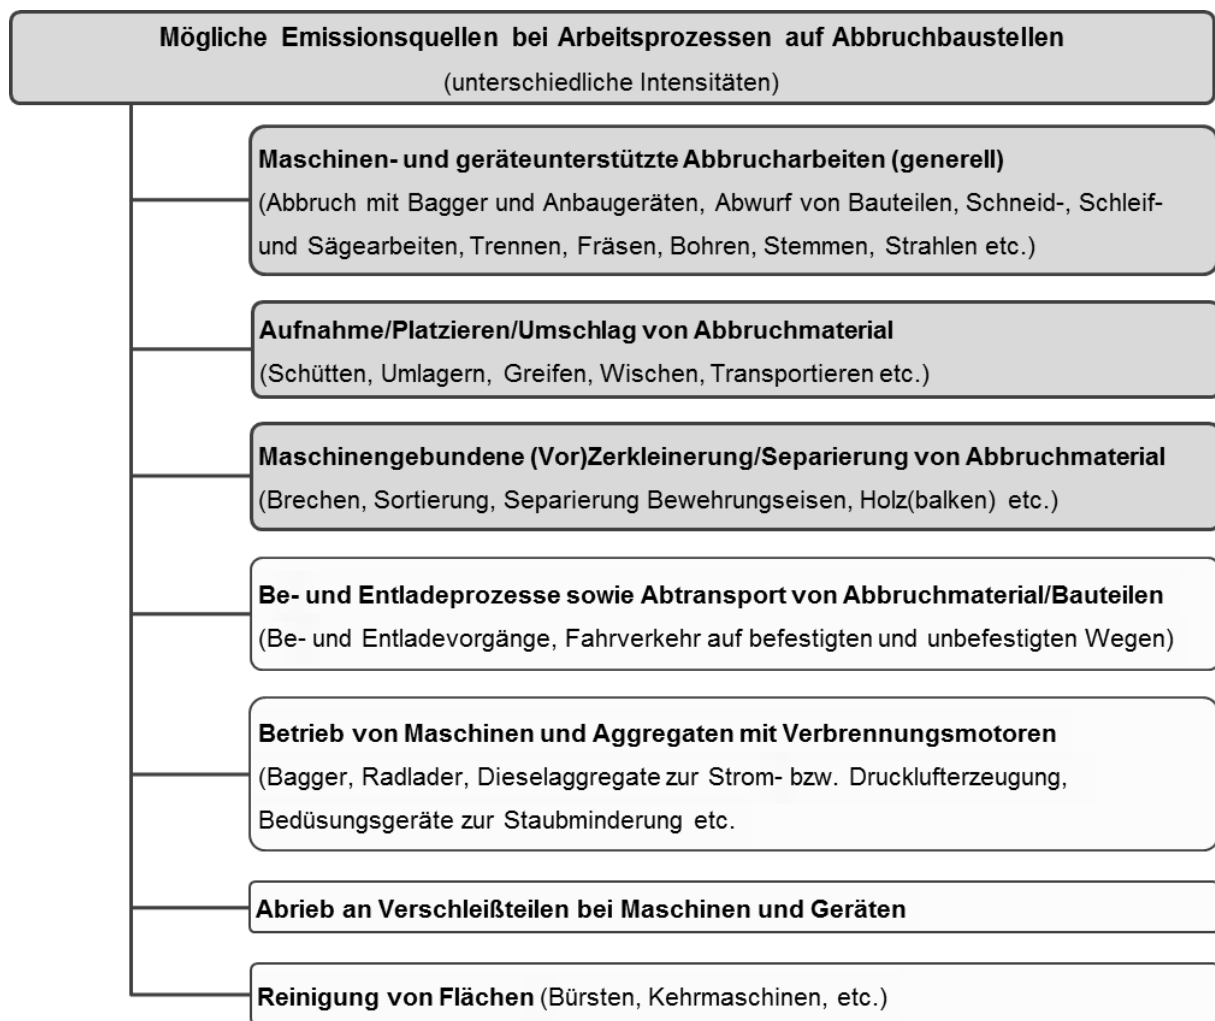 Mögliche Emissionsquellen bei Arbeitsprozessen auf Abbruchbaustellen
(unterschiedliche Intensitäten)
Maschinen- und geräteunterstützte Abbrucharbeiten (generell)
(Abbruch mit Bagger und Anbaugeräten, Abwurf von Bauteilen, Schneid-, Schleif-
und Sägearbeiten, Trennen, Fräsen, Bohren, Stemmen, Strahlen etc.)
Aufnahme/Platzieren/Umschlag von Abbruchmaterial
(Schütten, Umlagern, Greifen, Wischen, Transportieren etc.)
Maschinengebundene (Vor)Zerkleinerung/Separierung von Abbruchmaterial
(Brechen, Sortierung, Separierung Bewehrungseisen, Holz(balken) etc.)
Be- und Entladeprozesse sowie Abtransport von Abbruchmaterial/Bauteilen
(Be- und Entladevorgänge, Fahrverkehr auf befestigten und unbefestigten Wegen)
Betrieb von Maschinen und Aggregaten mit Verbrennungsmotoren
(Bagger, Radlader, Dieselaggregate zur Strom- bzw. Drucklufterzeugung,
Bedüsungsgeräte zur Staubminderung etc.
Abrieb an Verschleißteilen bei Maschinen und Geräten
Reinigung von Flächen (Bürsten, Kehrmaschinen, etc.)